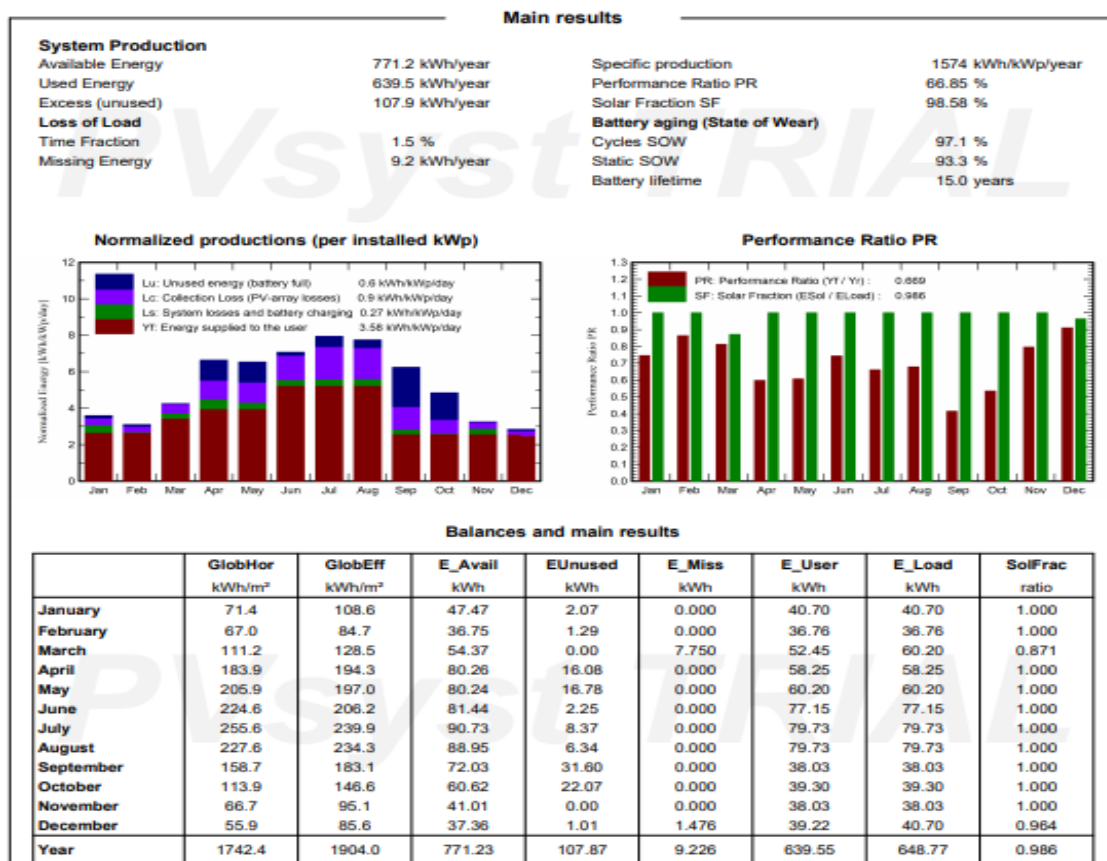 Main results
System Production
Available Energy 771.2 kWh/year Specific production 1574 kWh/kWp/year
Used Energy 639.5 kWh/year Performance Ratio PR 66.85 %
Excess (unused) 107.9 kWh/year Solar Fraction SF 98.58 %
Loss of Load Battery aging (State of Wear)
Time Fraction 1.5 % Cycles SOW 97.1 %
Missing Energy 9.2 kWh/year Static SOW 93.3 %
Battery lifetime 15.0 years
PVsyst TRIAL
Normalized productions (per installed kWp)
Normalized Energy [kWh/kWp/day]
12
10
8
6
4
2
0
Lu: Unused energy (battery full) 0.6 kWh/kWp/day
Lc: Collection Loss (PV-array losses) 0.9 kWh/kWp/day
Ls: System losses and battery charging 0.27 kWh/kWp/day
Yf: Energy supplied to the user 3.58 kWh/kWp/day
Jan Feb Mar Apr May Jun Jul Aug Sep Oct Nov Dec
Performance Ratio PR
Performance Ratio PR
1.3
1.2
1.1
1.0
0.9
0.8
0.7
0.6
0.5
0.4
0.3
0.2
0.1
0.0
PR: Performance Ratio (Yf / Yr) : 0.669
SF: Solar Fraction (ESol / ELoad) : 0.986
Jan Feb Mar Apr May Jun Jul Aug Sep Oct Nov Dec
Balances and main results
GlobHor GlobEff E_Avail EUnused E_Miss E_User E_Load SolFrac
kWh/m² kWh/m² kWh kWh kWh kWh kWh ratio
January 71.4 108.6 47.47 2.07 0.000 40.70 40.70 1.000
February 67.0 84.7 36.75 1.29 0.000 36.76 36.76 1.000
March 111.2 128.5 54.37 0.00 7.750 52.45 60.20 0.871
April 183.9 194.3 80.26 16.08 0.000 58.25 58.25 1.000
May 205.9 197.0 80.24 16.78 0.000 60.20 60.20 1.000
June 224.6 206.2 81.44 2.25 0.000 77.15 77.15 1.000
July 255.6 239.9 90.73 8.37 0.000 79.73 79.73 1.000
August 227.6 234.3 88.95 6.34 0.000 79.73 79.73 1.000
September 158.7 183.1 72.03 31.60 0.000 38.03 38.03 1.000
October 113.9 146.6 60.62 22.07 0.000 39.30 39.30 1.000
November 66.7 95.1 41.01 0.00 0.000 38.03 38.03 1.000
December 55.9 85.6 37.36 1.01 1.476 39.22 40.70 0.964
Year 1742.4 1904.0 771.23 107.87 9.226 639.55 648.77 0.986
PVsyst TRIAL